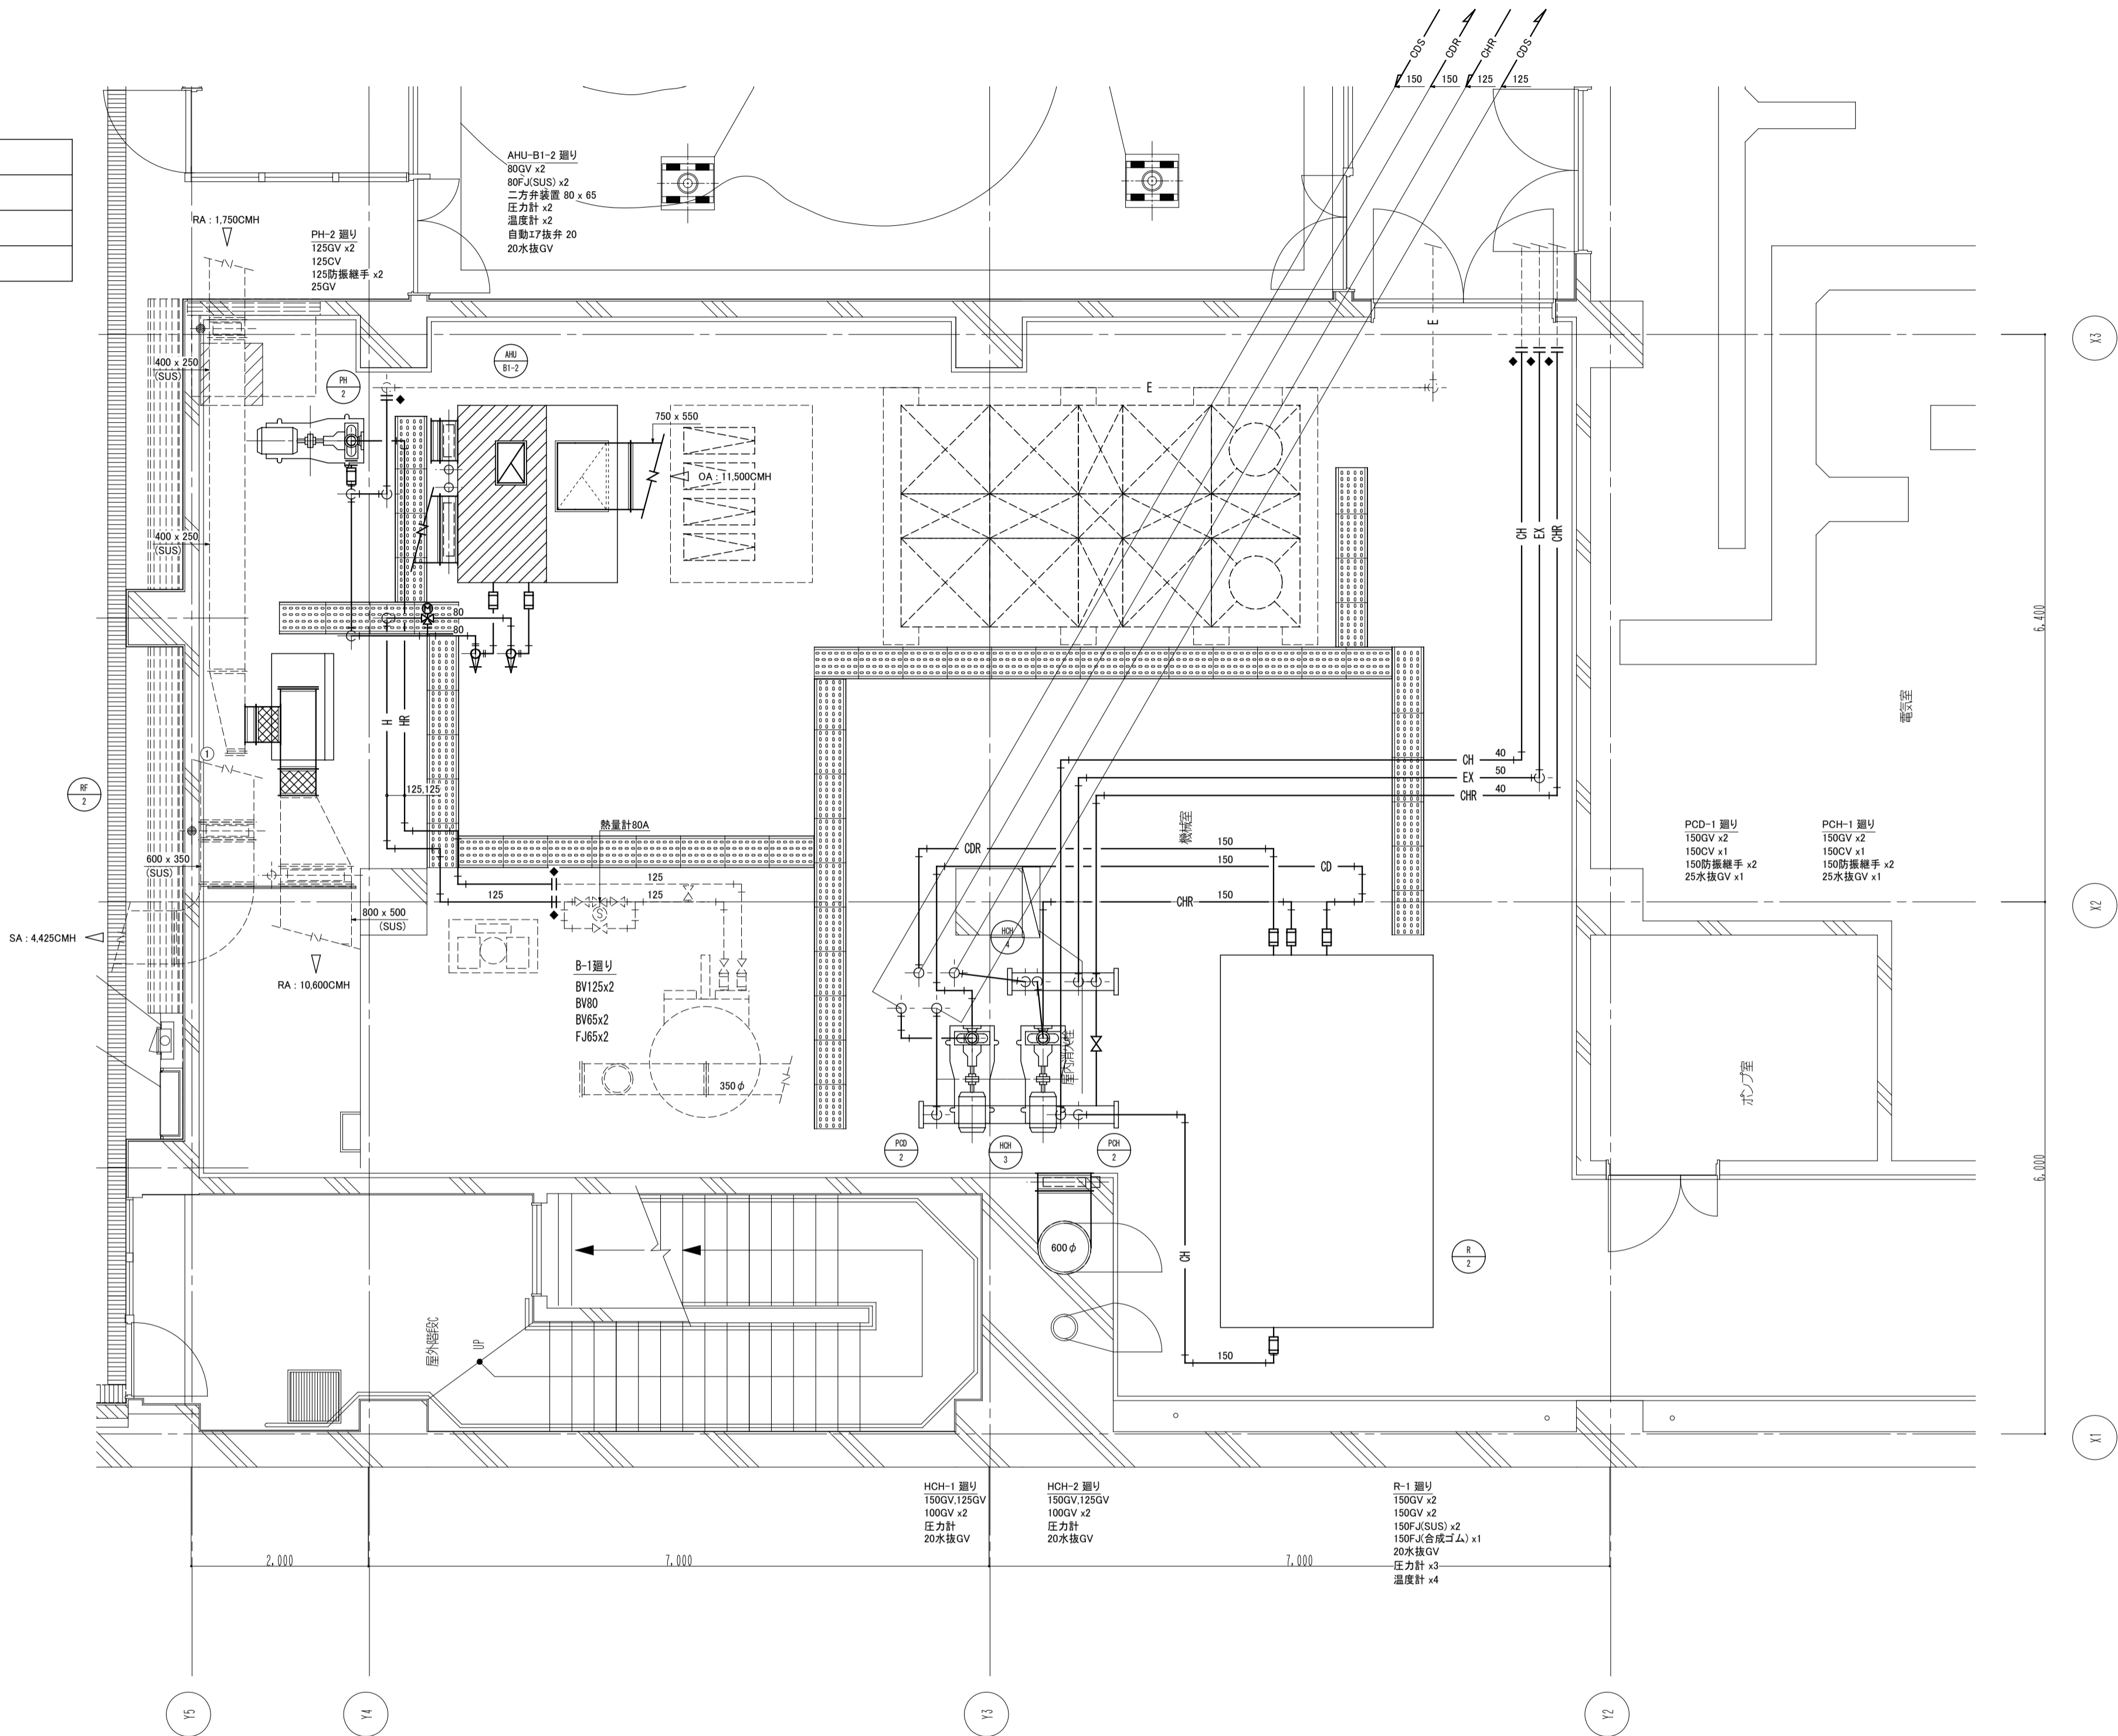 CDS
CDR
CHR
CDS
150
150
125
125
AHU-B1-2 廻り
80GV x2
80FJ(SUS) x2
二方弁装置 80 x 65
圧力計 x2
温度計 x2
自動エア抜弁 20
20水抜GV
RA : 1,750CMH
PH-2 廻り
125GV x2
125CV
125防振継手 x2
25GV
E
X3
400 x 250
(SUS)
PH
2
AHU
B1-2
E
750 x 550
OA : 11,500CMH
400 x 250
(SUS)
CH
EX
CHR
80
80
6,400
電気室
H
HR
1
RF
2
125,125
CH
40
EX
50
CHR
40
熱量計80A
機械室
PCD-1 廻り
150GV x2
150CV x1
150防振継手 x2
25水抜GV x1
PCH-1 廻り
150GV x2
150CV x1
150防振継手 x2
25水抜GV x1
600 x 350
(SUS)
CDR
150
150
CD
125
125
125
S
CHR
150
X2
800 x 500
(SUS)
SA : 4,425CMH
HCH
4
RA : 10,600CMH
B-1廻り
BV125x2
BV80
BV65x2
FJ65x2
350φ
屋内消火栓
ポンプ室
PCD
2
HCH
3
PCH
2
6,000
600φ
CH
R
2
屋外階段C
UP
150
X1
HCH-1 廻り
150GV,125GV
100GV x2
圧力計
20水抜GV
HCH-2 廻り
150GV,125GV
100GV x2
圧力計
20水抜GV
R-1 廻り
150GV x2
150GV x2
150FJ(SUS) x2
150FJ(合成ゴム) x1
20水抜GV
圧力計 x3
温度計 x4
2,000
7,000
7,000
Y5
Y4
Y3
Y2